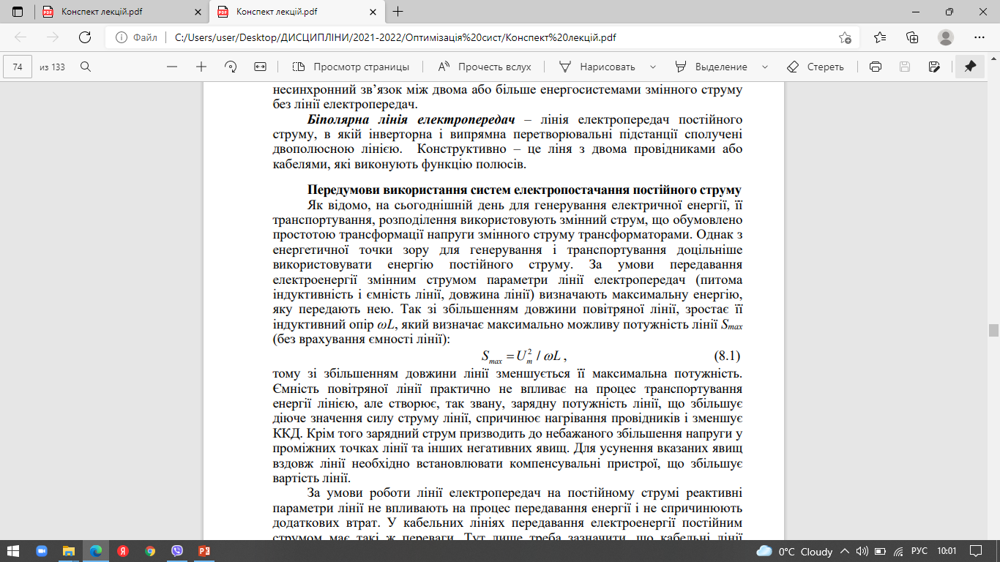 Конспект лекцій.pdf
Конспект лекцій.pdf
Файл
C:/Users/user/Desktop/ДИСЦИПЛІНИ/2021-2022/Оптимізація%20сист/Конспект%20лекцій.pdf
74 из 133
Просмотр страницы
Прочесть вслух
Нарисовать
Выделение
Стереть
несинхронний зв’язок між двома або більше енергосистемами змінного струму
без лінії електропередач.
Біполярна лінія електропередач – лінія електропередач постійного
струму, в якій інверторна і випрямна перетворювальні підстанції сполучені
двополюсною лінією. Конструктивно – це ліня з двома провідниками або
кабелями, які виконують функцію полюсів.
Передумови використання систем електропостачання постійного струму
Як відомо, на сьогоднішній день для генерування електричної енергії, її
транспортування, розподілення використовують змінний струм, що обумовлено
простотою трансформації напруги змінного струму трансформаторами. Однак з
енергетичної точки зору для генерування і транспортування доцільніше
використовувати енергію постійного струму. За умови передавання
електроенергії змінним струмом параметри лінії електропередач (питома
індуктивність і ємність лінії, довжина лінії) визначають максимальну енергію,
яку передають нею. Так зі збільшенням довжини повітряної лінії, зростає її
індуктивний опір ωL, який визначає максимально можливу потужність лінії Smax
(без врахування ємності лінії):
S_max = U_m^2 / ωL , (8.1)
тому зі збільшенням довжини лінії зменшується її максимальна потужність.
Ємність повітряної лінії практично не впливає на процес транспортування
енергії лінією, але створює, так звану, зарядну потужність лінії, що збільшує
діюче значення силу струму лінії, спричинює нагрівання провідників і зменшує
ККД. Крім того зарядний струм призводить до небажаного збільшення напруги у
проміжних точках лінії та інших негативних явищ. Для усунення вказаних явищ
вздовж лінії необхідно встановлювати компенсувальні пристрої, що збільшує
вартість лінії.
За умови роботи лінії електропередач на постійному струмі реактивні
параметри лінії не впливають на процес передавання енергії і не спричинюють
додаткових втрат. У кабельних лініях передавання електроенергії постійним
струмом має такі ж переваги. Тут лише треба зазначити, що кабельні лінії
0°C Cloudy
РУС
10:01